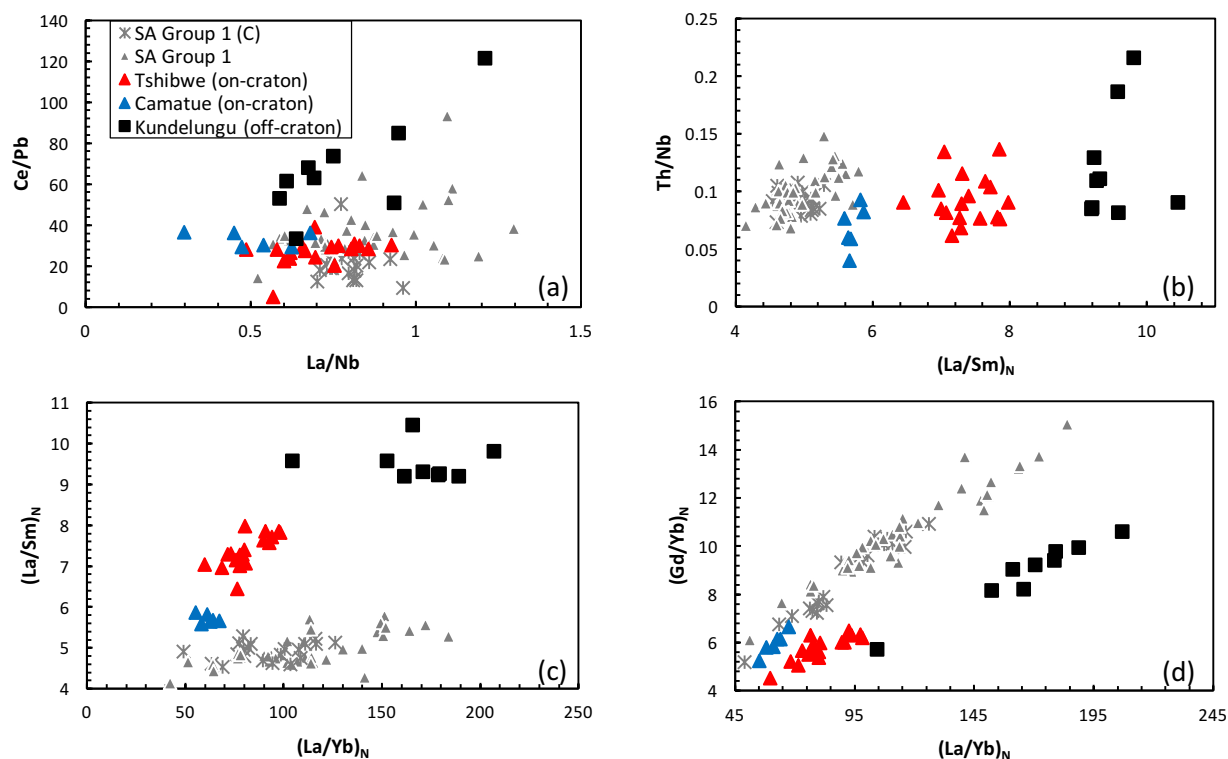 140
120
100
80
60
40
20
0
Ce/Pb
SA Group 1 (C)
SA Group 1
Tshibwe (on-craton)
Camatue (on-craton)
Kundelungu (off-craton)
(a)
0
0.5
1
1.5
La/Nb
0.25
0.2
0.15
0.1
0.05
0
Th/Nb
(b)
4
6
8
10
(La/Sm)N
11
10
9
8
7
6
5
4
(La/Sm)N
(c)
0
50
100
150
200
250
(La/Yb)N
16
14
12
10
8
6
4
(Gd/Yb)N
(d)
45
95
145
195
245
(La/Yb)N